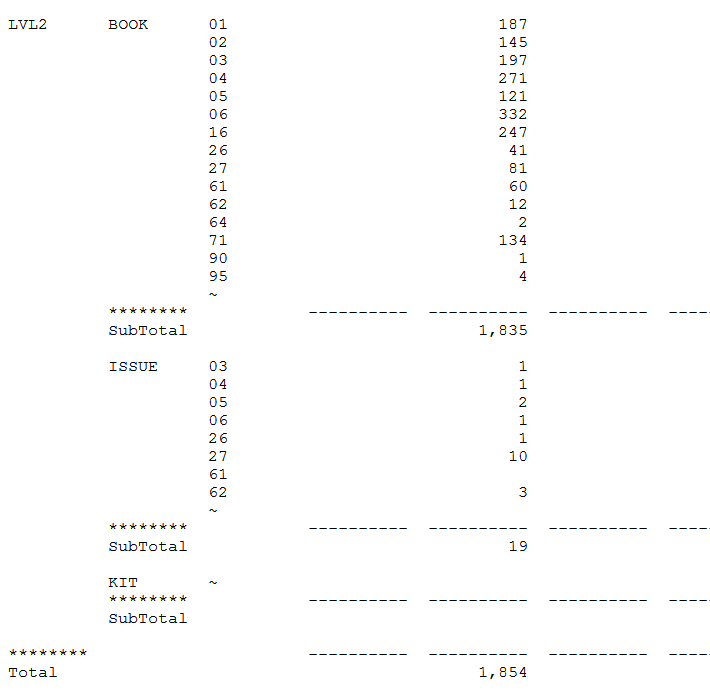 LVL2      BOOK      01                           187
                    02                           145
                    03                           197
                    04                           271
                    05                           121
                    06                           332
                    16                           247
                    26                            41
                    27                            81
                    61                            60
                    62                            12
                    64                             2
                    71                           134
                    90                             1
                    95                             4
                    ~
          ********            ----------  ----------  ----------  ----
          SubTotal                             1,835
          ISSUE     03                             1
                    04                             1
                    05                             2
                    06                             1
                    26                             1
                    27                            10
                    61
                    62                             3
                    ~
          ********            ----------  ----------  ----------  ----
          SubTotal                                19
          KIT       ~
          ********            ----------  ----------  ----------  ----
          SubTotal
********                      ----------  ----------  ----------  ----
Total                                          1,854